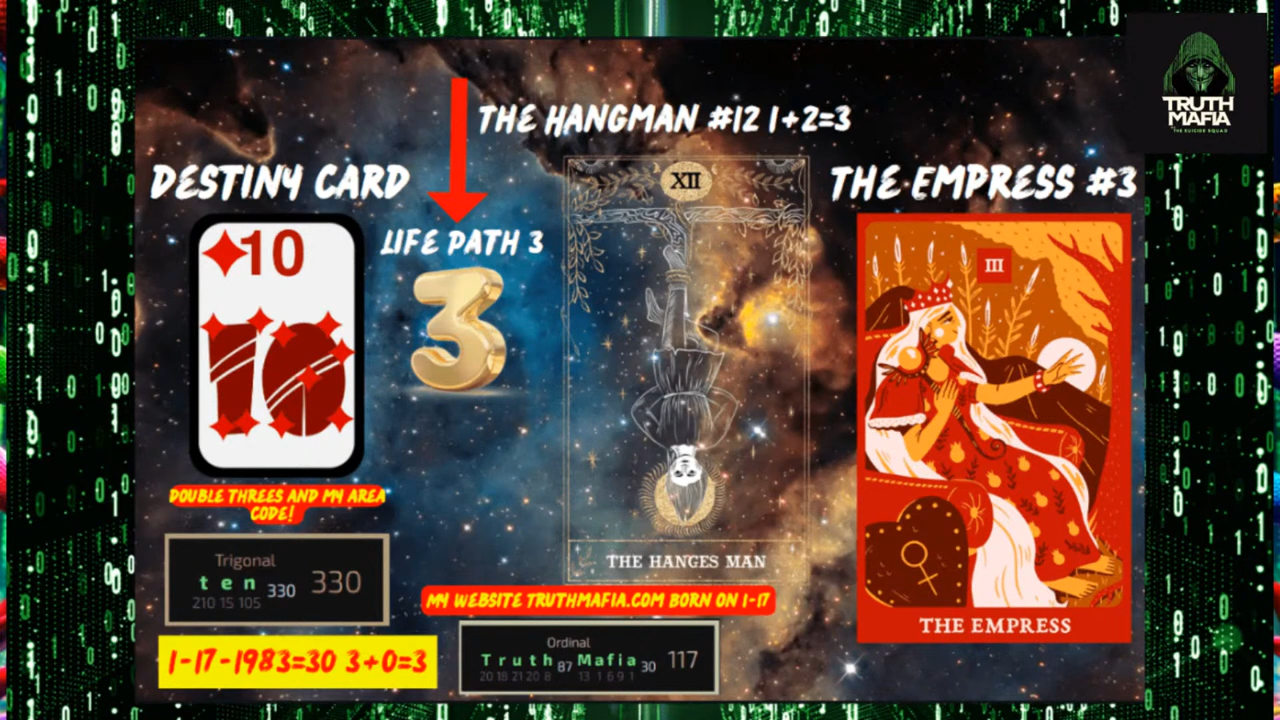 TRUTH
MAFIA
THE SUICIDE SQUAD
THE HANGMAN #12 1+2=3
DESTINY CARD
THE EMPRESS #3
XII
10
LIFE PATH 3
3
III
10
DOUBLE THREES AND MY AREA
CODE!
THE HANGES MAN
Trigonal
ten 330 330
210 15 105
MY WEBSITE TRUTHMAFIA.COM BORN ON 1-17
THE EMPRESS
1-17-1983=30 3+0=3
Ordinal
Truth 87 Mafia 30 117
20 18 21 20 8 13 1 6 9 1